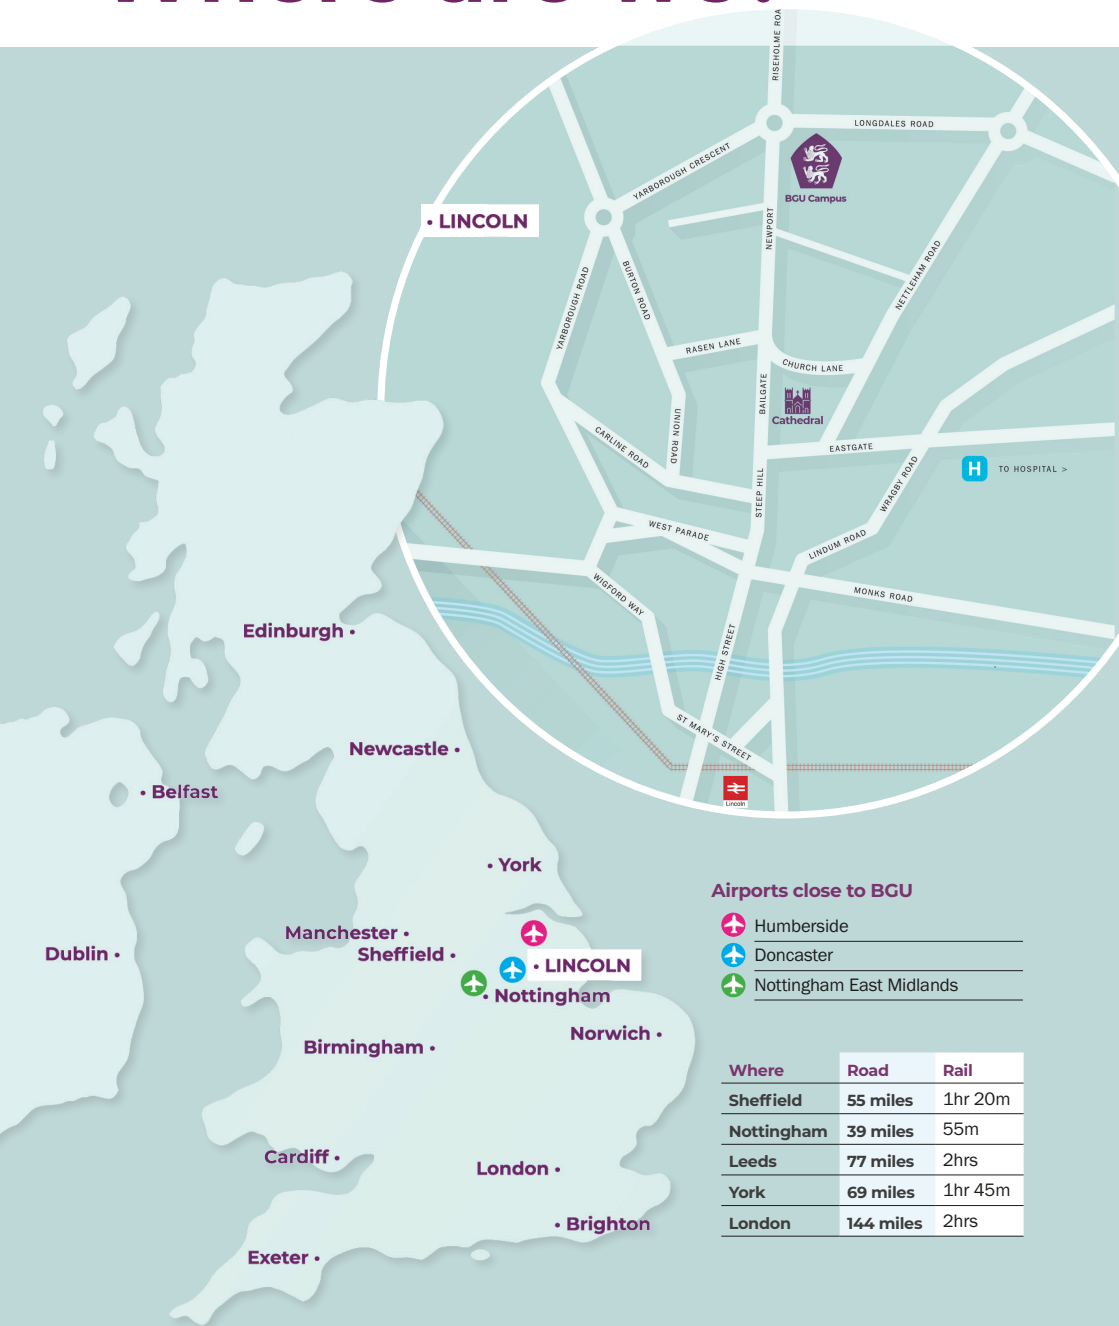 Where are we?
RISEHOLME ROA
LONGDALES ROAD
YARBOROUGH CRESCENT
BGU Campus
• LINCOLN
NEWPORT
NETTLEHAM ROAD
YARBOROUGH ROAD
BURTON ROAD
RASEN LANE
CHURCH LANE
BAILGATE
Cathedral
UNION ROAD
CARLINE ROAD
EASTGATE
H TO HOSPITAL >
STEEP HILL
WRAGBY ROAD
WEST PARADE
LINDUM ROAD
WIGFORD WAY
MONKS ROAD
HIGH STREET
ST MARY'S STREET
Lincoln
Edinburgh •
Newcastle •
• Belfast
• York
Manchester •
Dublin •
Sheffield •
• LINCOLN
• Nottingham
Norwich •
Birmingham •
Cardiff •
London •
• Brighton
Exeter •
Airports close to BGU
Humberside
Doncaster
Nottingham East Midlands
Where Road Rail
Sheffield 55 miles 1hr 20m
Nottingham 39 miles 55m
Leeds 77 miles 2hrs
York 69 miles 1hr 45m
London 144 miles 2hrs